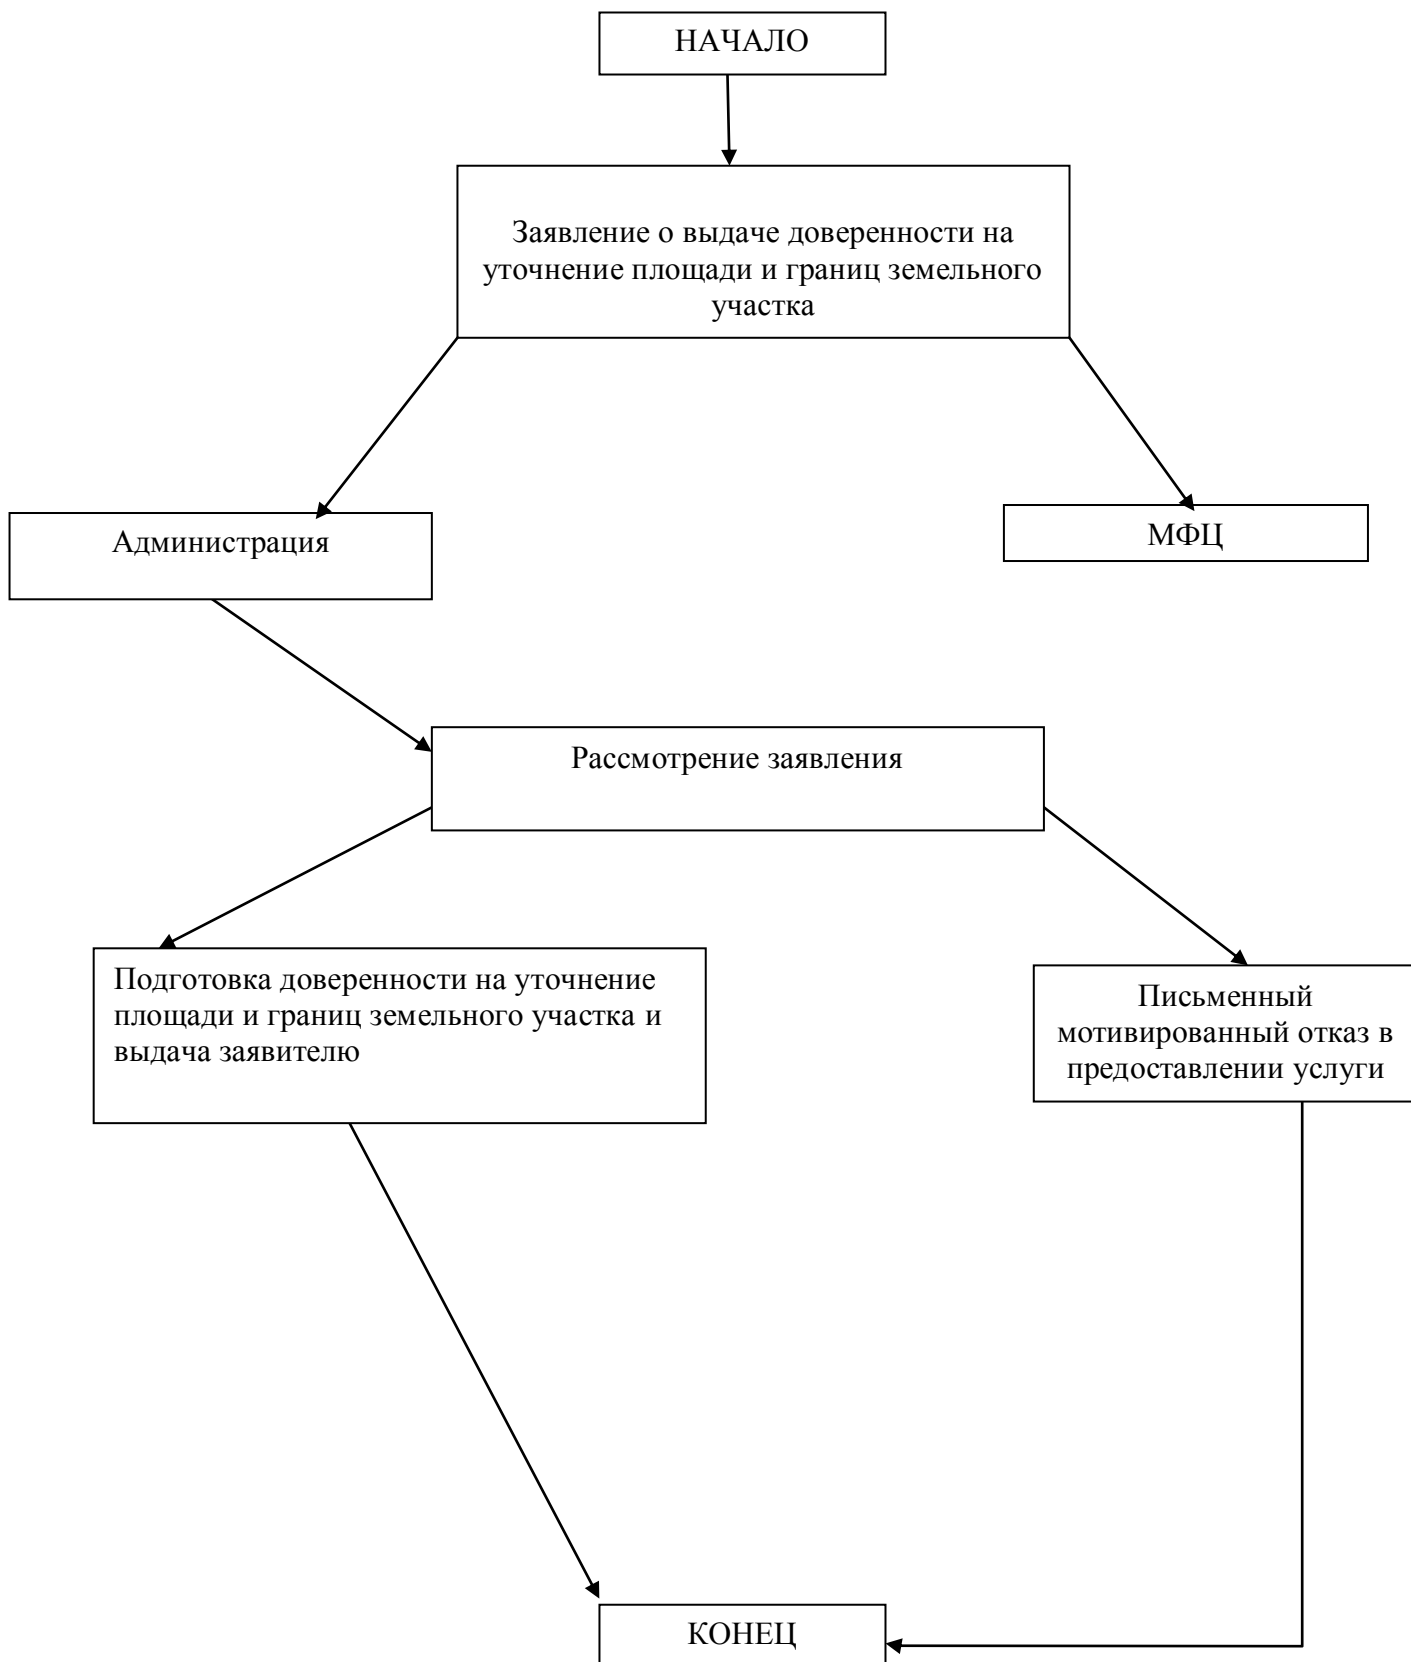 НАЧАЛО
Заявление о выдаче доверенности на
уточнение площади и границ земельного
участка
Администрация
МФЦ
Рассмотрение заявления
Подготовка доверенности на уточнение
площади и границ земельного участка и
выдача заявителю
Письменный
мотивированный отказ в
предоставлении услуги
КОНЕЦ